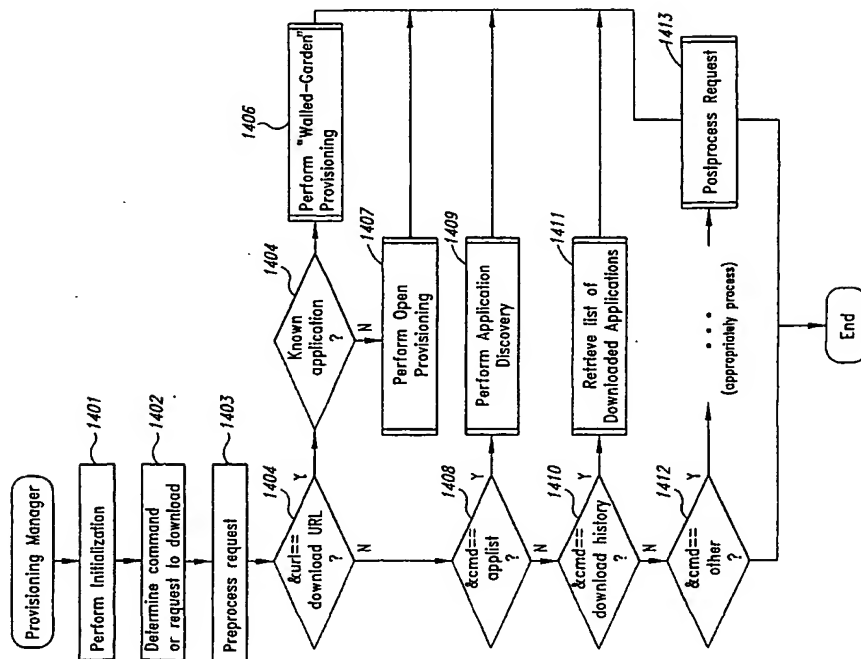 Provisioning Manager
1401
Perform Initialization
1402
Determine command
or request to download
1403
Preprocess request
1404
&url==
download URL
?
Y
N
1404
Known
application
?
N
1406
Perform "Walled-Garden"
Provisioning
1407
Perform Open
Provisioning
1408
&cmd==
applist
?
Y
N
1409
Perform Application
Discovery
1410
&cmd==
download history
?
Y
N
1411
Retrieve list of
Downloaded Applications
1412
&cmd==
other
?
Y
• • •
(appropriately process)
1413
Postprocess Request
End